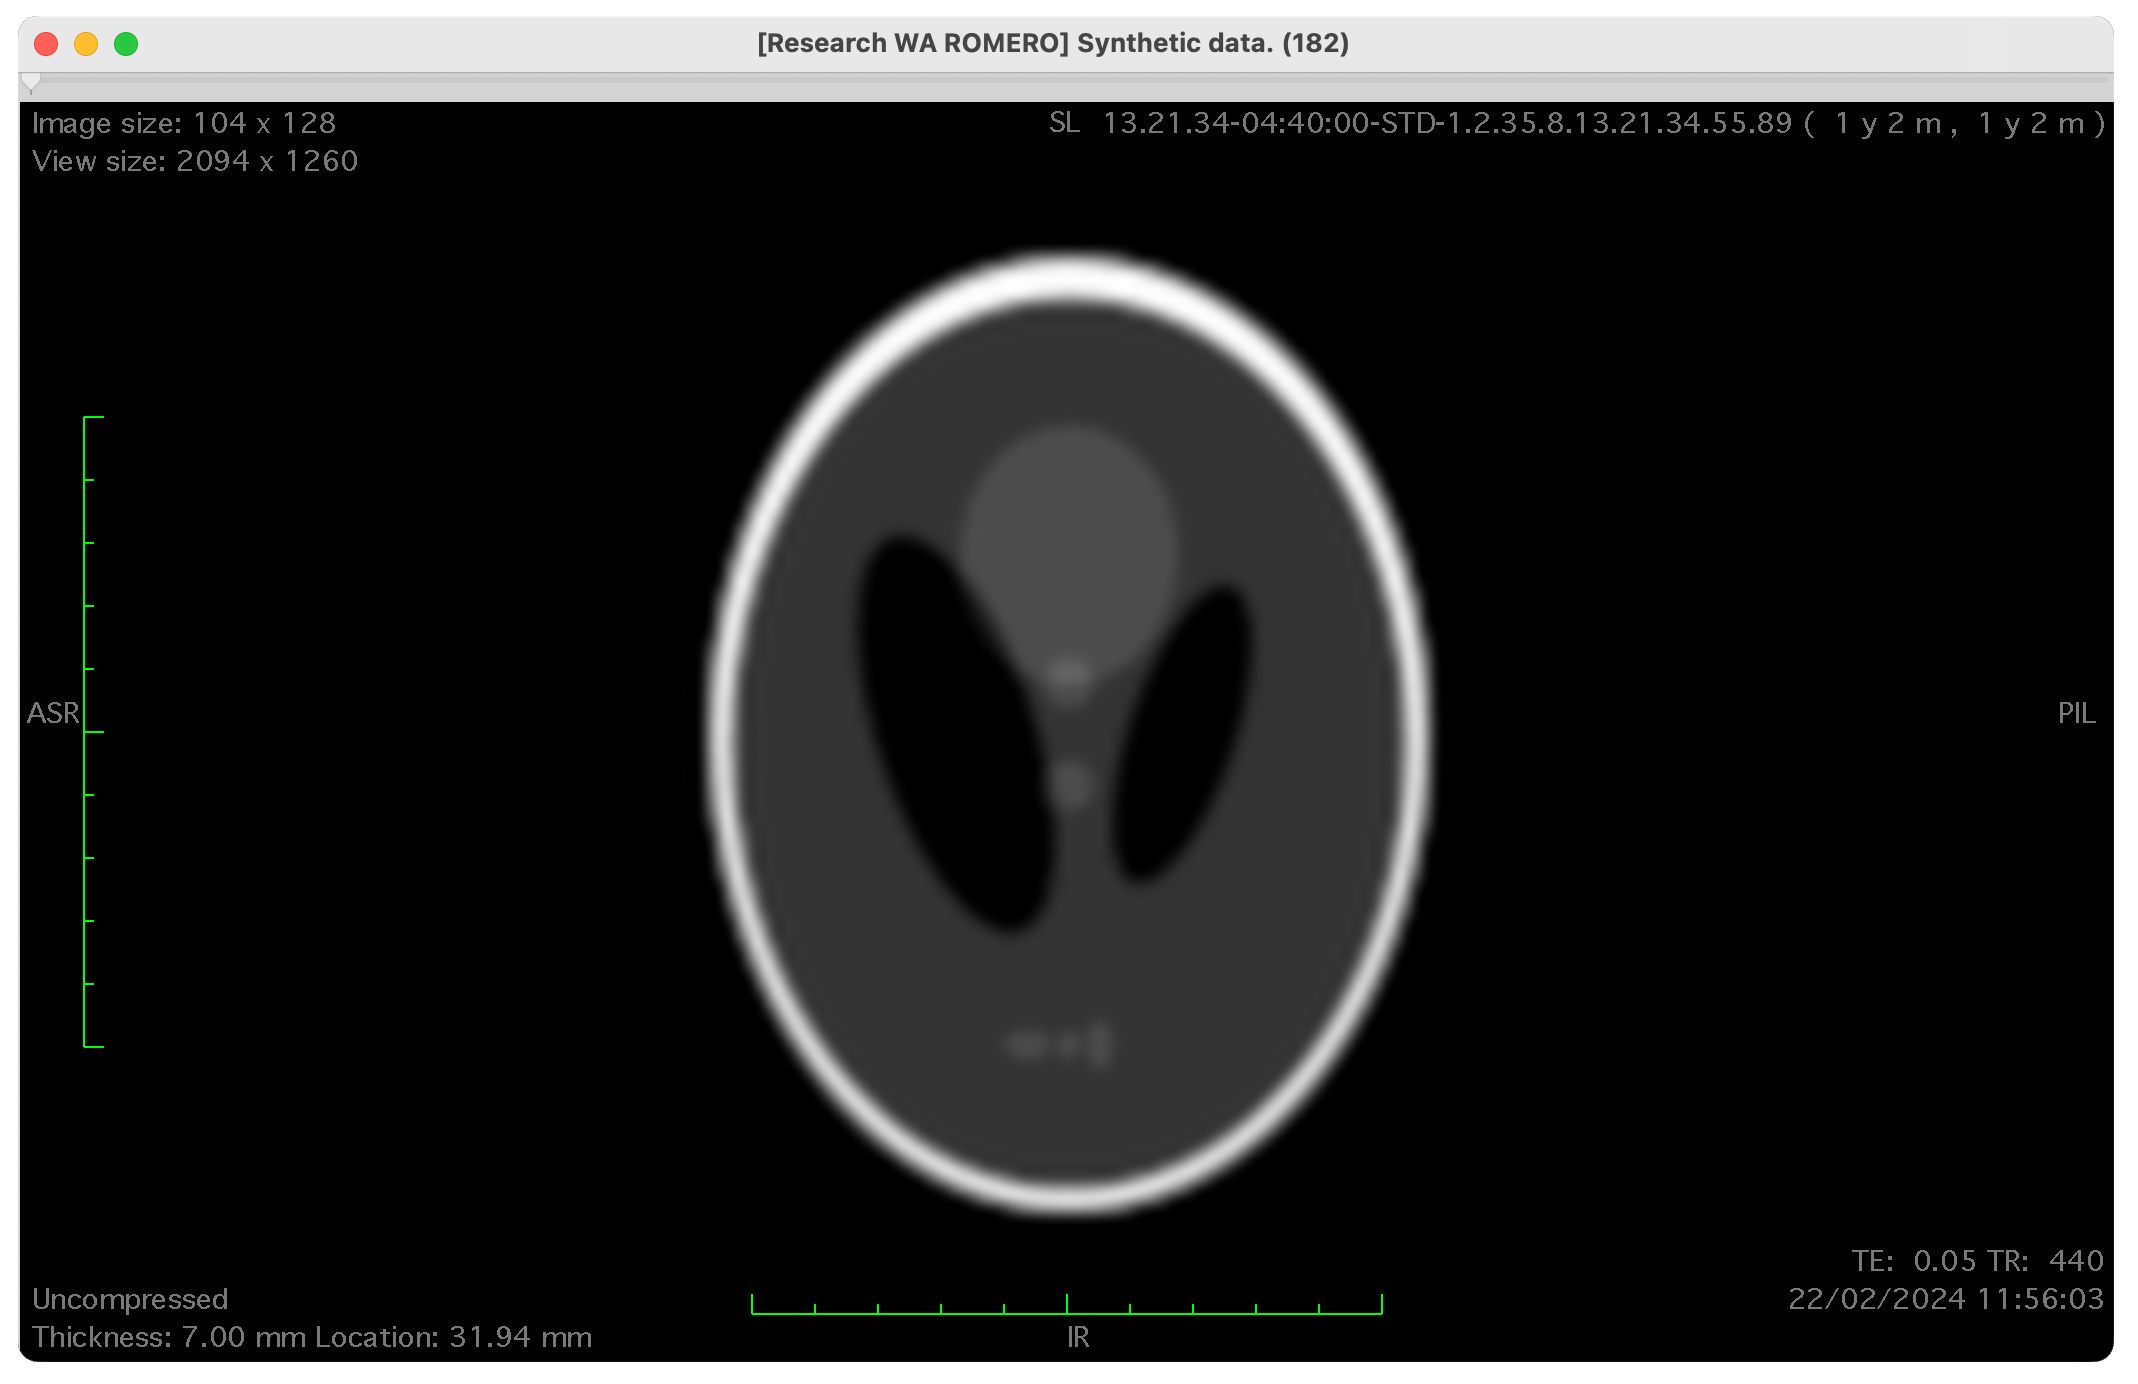 [Research WA ROMERO] Synthetic data. (182)
Image size: 104 x 128
SL 13.21.34-04:40:00-STD-1.2.35.8.13.21.34.55.89 ( 1 y 2 m , 1 y 2 m )
View size: 2094 x 1260
ASR
PIL
TE: 0.05 TR: 440
Uncompressed
22/02/2024 11:56:03
Thickness: 7.00 mm Location: 31.94 mm
IR